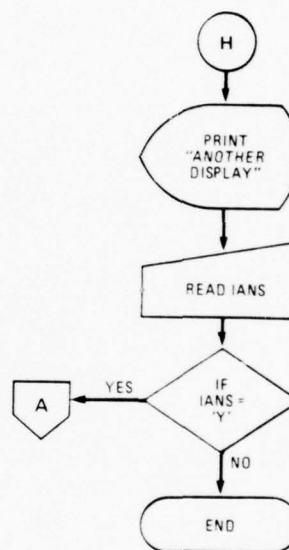 H
PRINT
"ANOTHER
DISPLAY"
READ IANS
IF
IANS =
'Y'
YES
A
NO
END